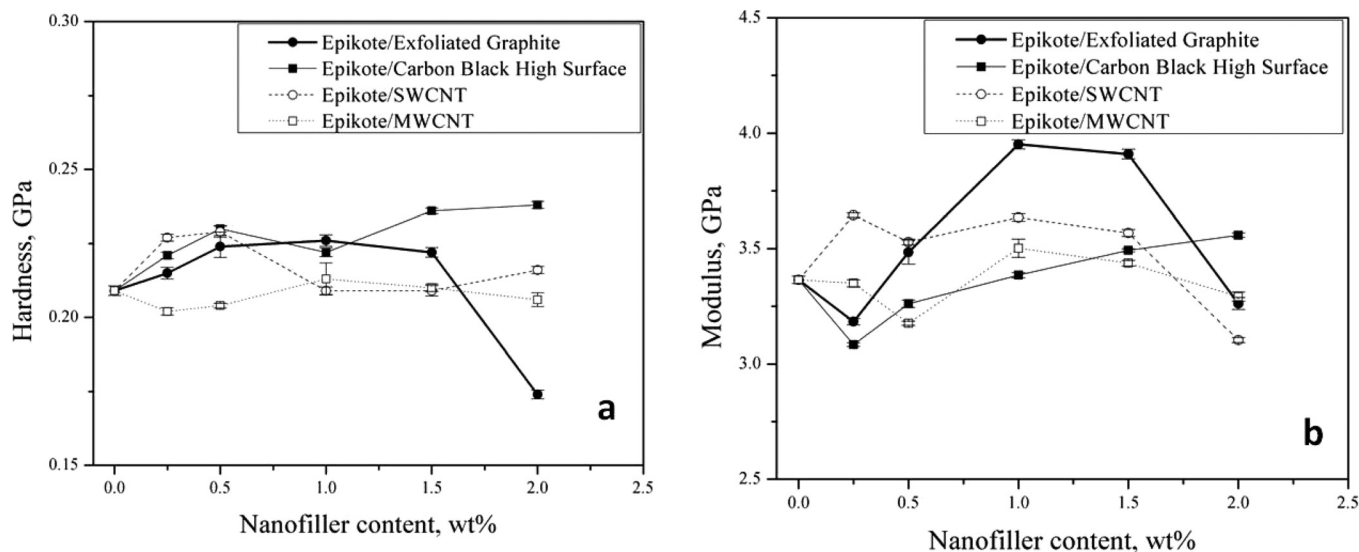 0.30
0.25
0.20
0.15
Hardness, GPa
Epikote/Exfoliated Graphite
Epikote/Carbon Black High Surface
Epikote/SWCNT
Epikote/MWCNT
a
0.0 0.5 1.0 1.5 2.0 2.5
Nanofiller content, wt%
4.5
4.0
3.5
3.0
2.5
Modulus, GPa
Epikote/Exfoliated Graphite
Epikote/Carbon Black High Surface
Epikote/SWCNT
Epikote/MWCNT
b
0.0 0.5 1.0 1.5 2.0 2.5
Nanofiller content, wt%